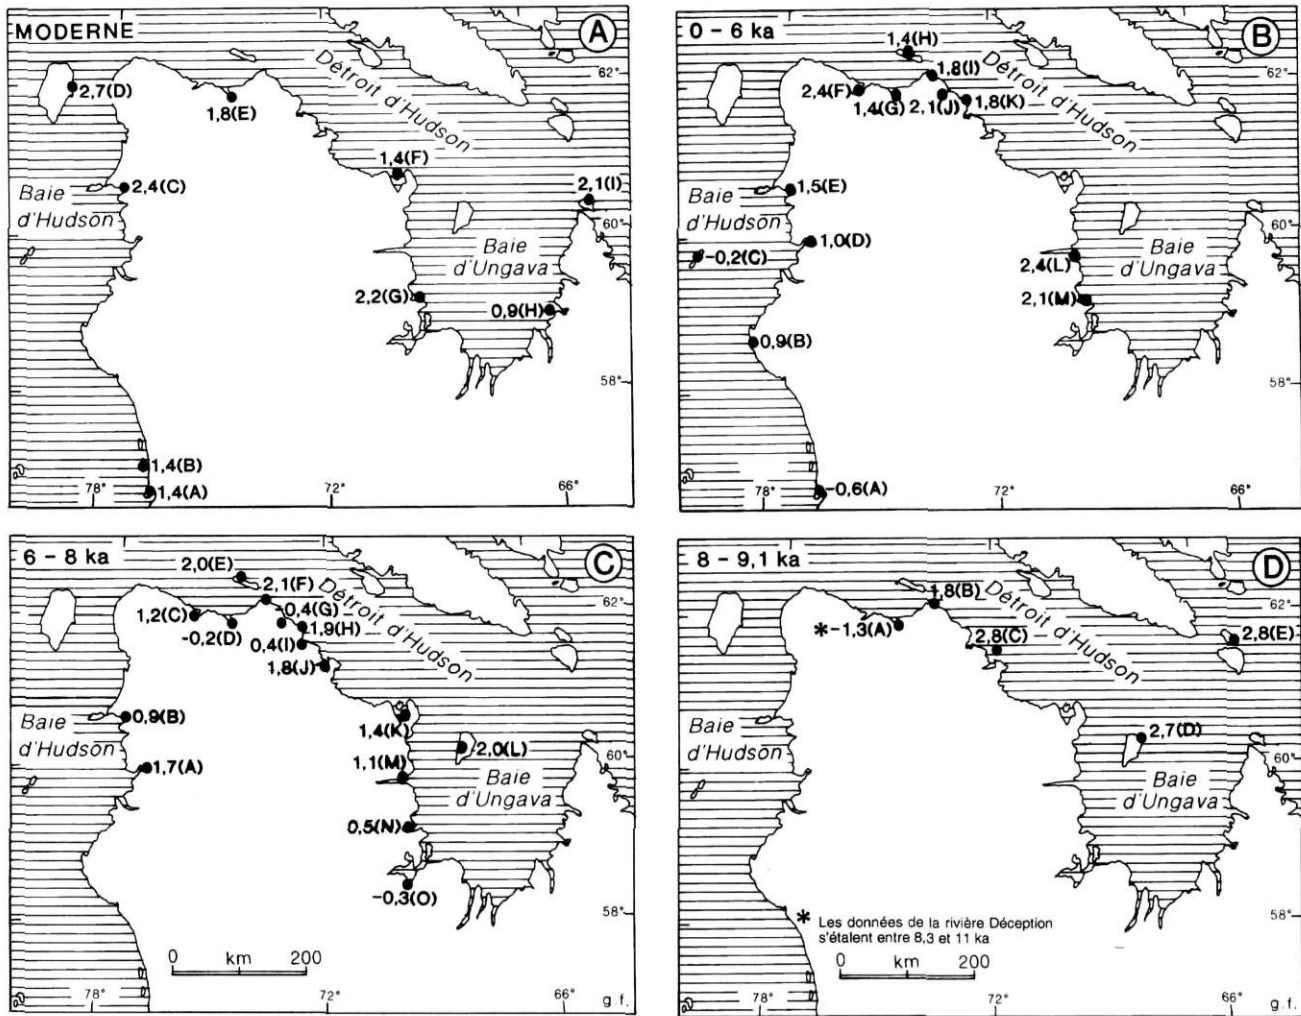 MODERNE
A
2,7(D)
1,8(E)
Détroit d'Hudson
1,4(F)
2,4(C)
2,1(I)
Baie
d'Hudson
Baie
d'Ungava
2,2(G)
0,9(H)
1,4(B)
1,4(A)
78°
72°
66°
0 – 6 ka
B
1,4(H)
62°
1,8(I)
Détroit d'Hudson
2,4(F)
1,4(G)
2,1(J)
1,8(K)
Baie
d'Hudson
1,5(E)
60°
1,0(D)
-0,2(C)
Baie
d'Ungava
2,4(L)
2,1(M)
0,9(B)
58°
-0,6(A)
78°
72°
66°
6 – 8 ka
C
2,0(E)
2,1(F)
Détroit d'Hudson
1,2(C)
-0,4(G)
-0,2(D)
1,9(H)
0,4(I)
1,8(J)
Baie
d'Hudson
0,9(B)
1,4(K)
2,0(L)
1,7(A)
1,1(M)
Baie
d'Ungava
0,5(N)
-0,3(O)
0 km 200
78°
72°
66°
g.f.
8 – 9,1 ka
D
62°
1,8(B)
Détroit d'Hudson
*-1,3(A)
2,8(C)
2,8(E)
Baie
d'Hudson
2,7(D)
60°
Baie
d'Ungava
58°
* Les données de la rivière Déception
s'étalent entre 8,3 et 11 ka
0 km 200
78°
72°
66°
g.f.